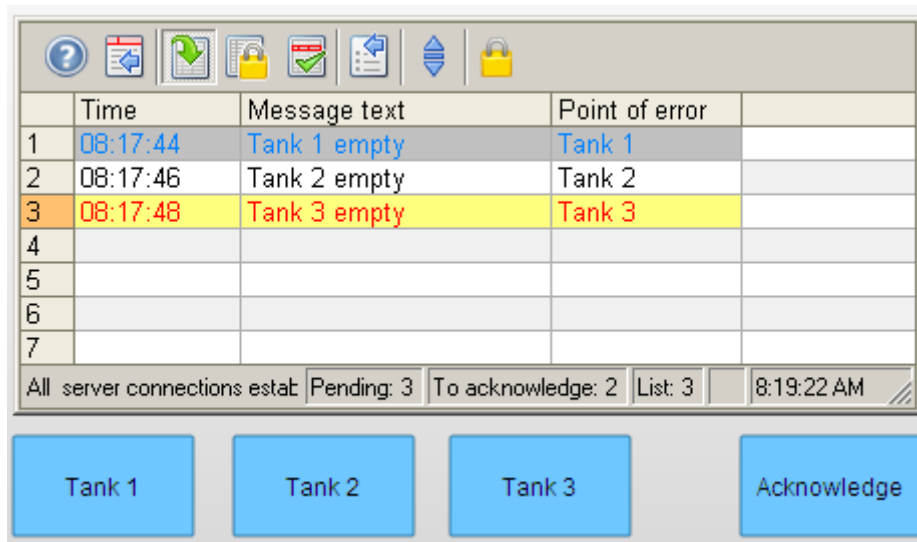 Time Message text Point of error
1 08:17:44 Tank 1 empty Tank 1
2 08:17:46 Tank 2 empty Tank 2
3 08:17:48 Tank 3 empty Tank 3
4
5
6
7
All server connections estab Pending: 3 To acknowledge: 2 List: 3 8:19:22 AM
Tank 1 Tank 2 Tank 3 Acknowledge